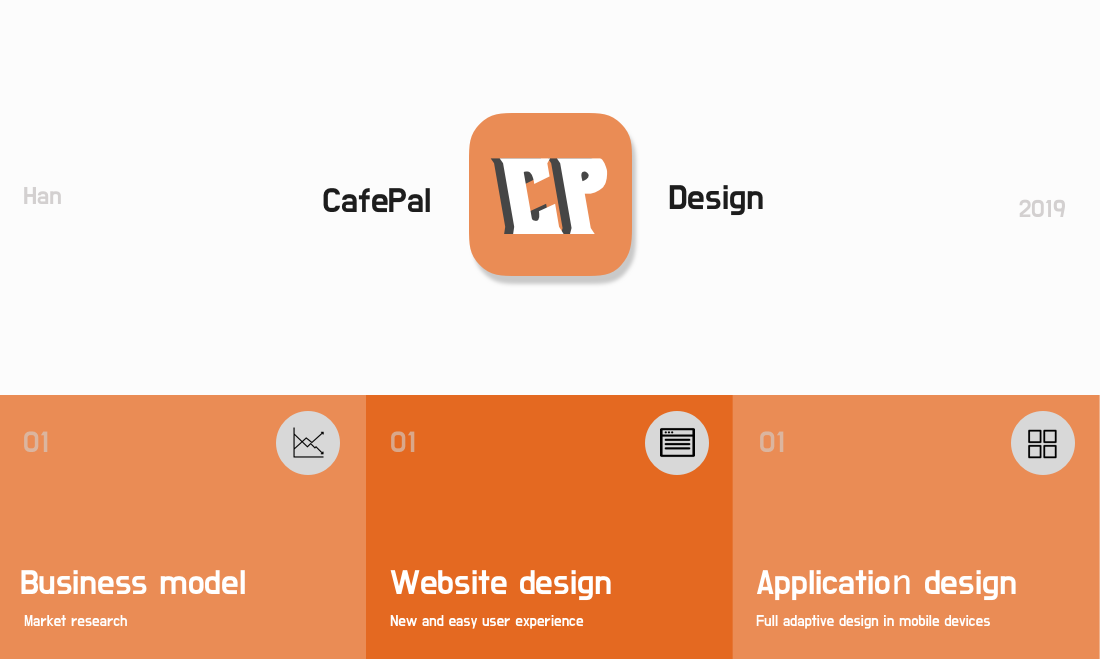 Han
CafePal
CP
Design
2019
01
01
01
Business model
Website design
Application design
Market research
New and easy user experience
Full adaptive design in mobile devices